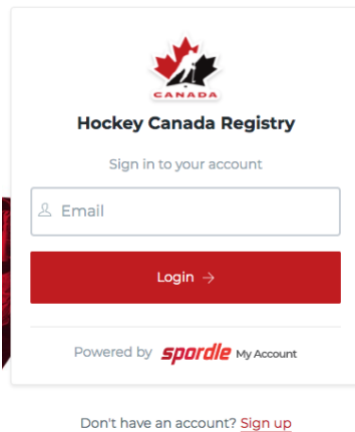 CANADA
Hockey Canada Registry
Sign in to your account
Email
Login →
Powered by spordle My Account
Don't have an account? Sign up